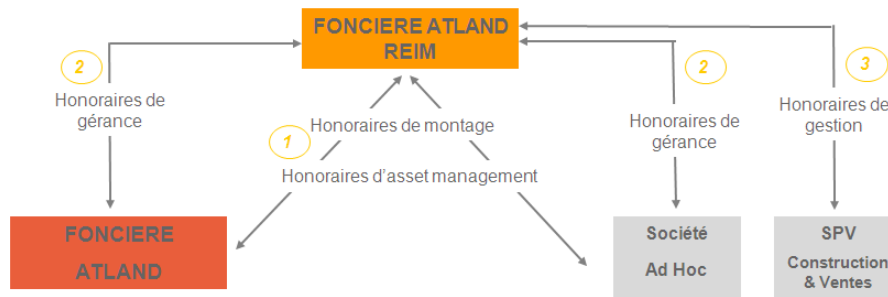 FONCIERE ATLAND
REIM
2
Honoraires de
gérance
1
Honoraires de montage
Honoraires d'asset management
2
Honoraires de
gérance
3
Honoraires de
gestion
FONCIERE
ATLAND
Société
Ad Hoc
SPV
Construction
& Ventes